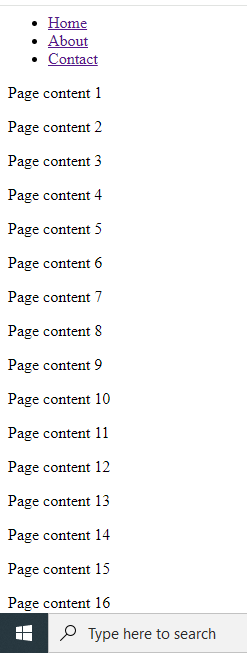 Home
About
Contact
Page content 1
Page content 2
Page content 3
Page content 4
Page content 5
Page content 6
Page content 7
Page content 8
Page content 9
Page content 10
Page content 11
Page content 12
Page content 13
Page content 14
Page content 15
Page content 16
Type here to search